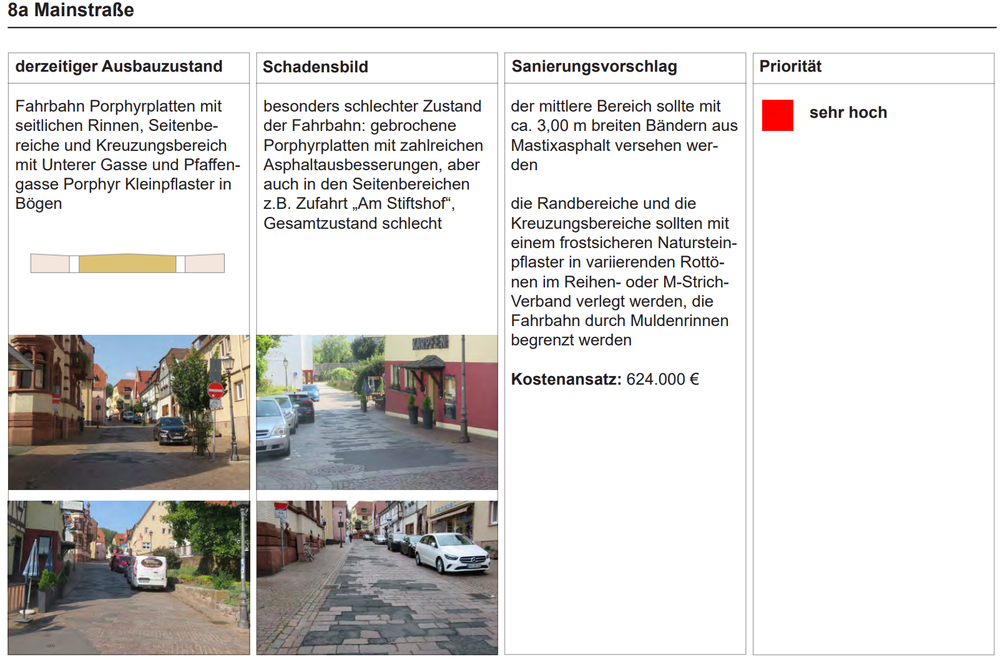 8a Mainstraße
derzeitiger Ausbauzustand
Fahrbahn Porphyrplatten mit
seitlichen Rinnen, Seitenbe-
reiche und Kreuzungsbereich
mit Unterer Gasse und Pfaffen-
gasse Porphyr Kleinpflaster in
Bögen
Schadensbild
besonders schlechter Zustand
der Fahrbahn: gebrochene
Porphyrplatten mit zahlreichen
Asphaltausbesserungen, aber
auch in den Seitenbereichen
z.B. Zufahrt „Am Stiftshof“,
Gesamtzustand schlecht
KARPFEN
Sanierungsvorschlag
der mittlere Bereich sollte mit
ca. 3,00 m breiten Bändern aus
Mastixasphalt versehen wer-
den
die Randbereiche und die
Kreuzungsbereiche sollten mit
einem frostsicheren Naturstein-
pflaster in variierenden Rottö-
nen im Reihen- oder M-Strich-
Verband verlegt werden, die
Fahrbahn durch Muldenrinnen
begrenzt werden
Kostenansatz: 624.000 €
Priorität
sehr hoch